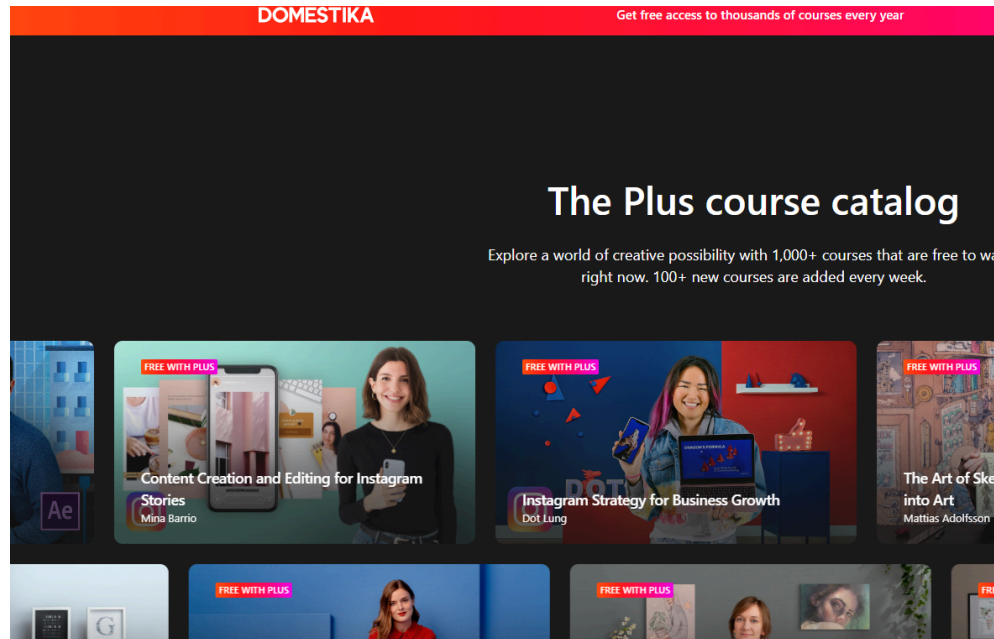 DOMESTIKA
Get free access to thousands of courses every year
The Plus course catalog
Explore a world of creative possibility with 1,000+ courses that are free to
right now. 100+ new courses are added every week.
Ae
FREE WITH PLUS
Content Creation and Editing for Instagram
Stories
Mina Barrio
FREE WITH PLUS
DOT
Instagram Strategy for Business Growth
Dot Lung
FREE WITH PLUS
The Art of
into Art
Mattias Adolfsson
G
FREE WITH PLUS
FREE WITH PLUS